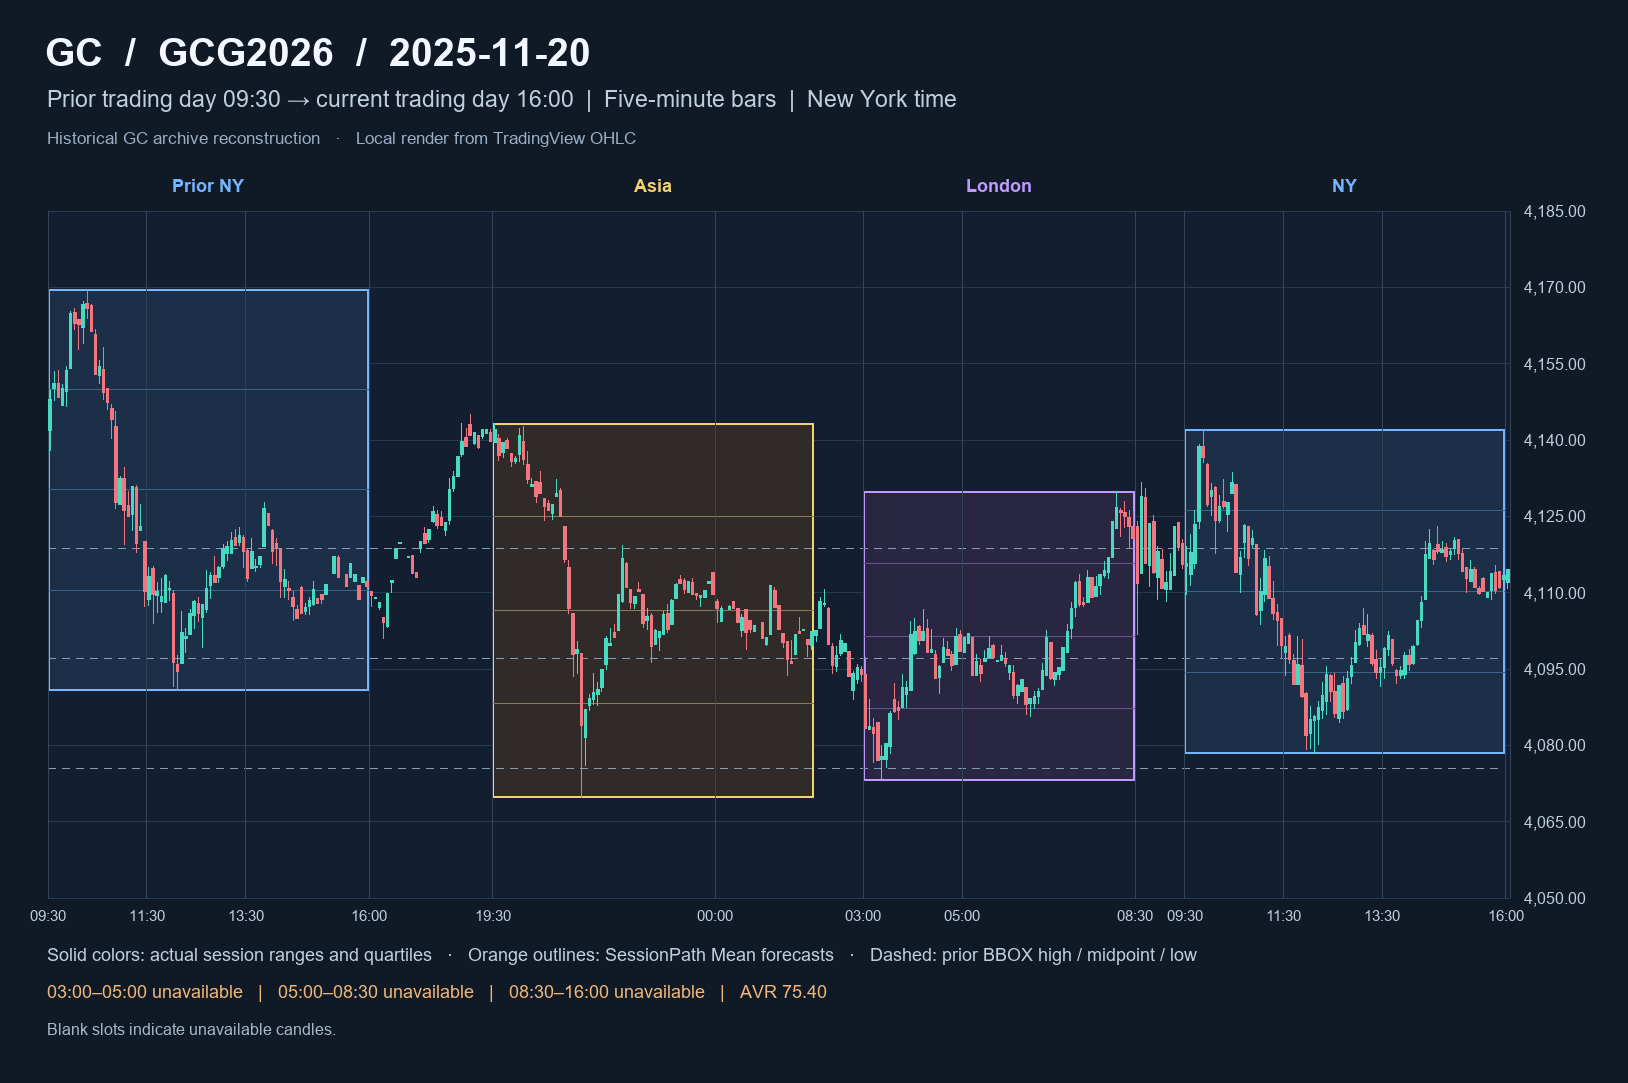 GC / GCG2026 / 2025-11-20
Prior trading day 09:30 → current trading day 16:00 | Five-minute bars | New York time
Historical GC archive reconstruction · Local render from TradingView OHLC
Prior NY Asia London NY
4,185.00
4,170.00
4,155.00
4,140.00
4,125.00
4,110.00
4,095.00
4,080.00
4,065.00
4,050.00
09:30 11:30 13:30 16:00 19:30 00:00 03:00 05:00 08:30 09:30 11:30 13:30 16:00
Solid colors: actual session ranges and quartiles · Orange outlines: SessionPath Mean forecasts · Dashed: prior BBOX high / midpoint / low
03:00–05:00 unavailable | 05:00–08:30 unavailable | 08:30–16:00 unavailable | AVR 75.40
Blank slots indicate unavailable candles.